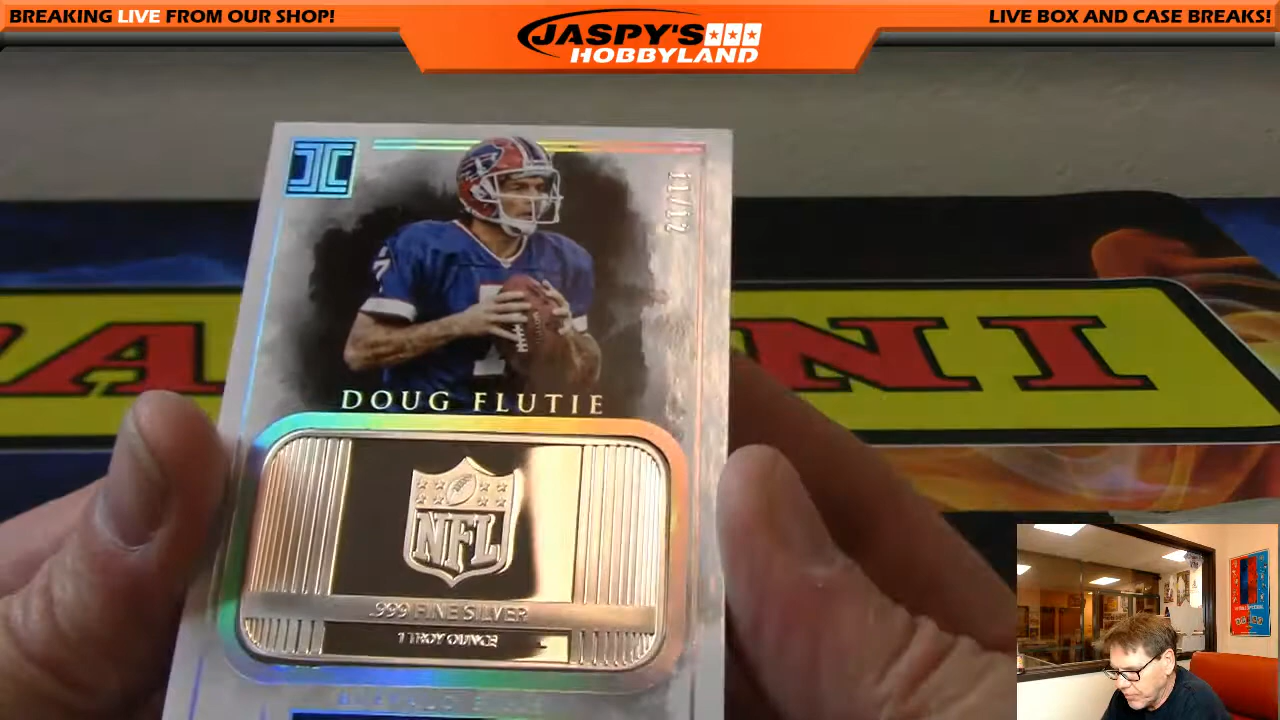 BREAKING LIVE FROM OUR SHOP!
JASPY'S
HOBBYLAND
LIVE BOX AND CASE BREAKS!
11/12
7
DOUG FLUTIE
NFL
.999 FINE SILVER
1 TROY OUNCE